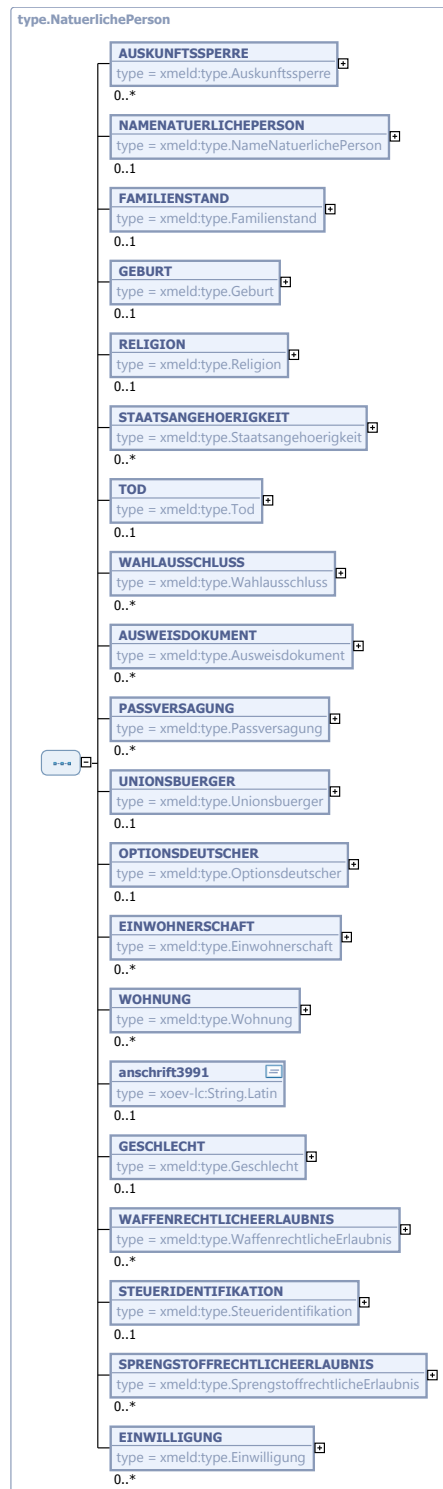 type.NatuerlichePerson
AUSKUNFTSSPERRE
type = xmeld:type.Auskunftssperre
0..*
NAMENATUERLICHEPERSON
type = xmeld:type.NameNatuerlichePerson
0..1
FAMILIENSTAND
type = xmeld:type.Familienstand
0..1
GEBURT
type = xmeld:type.Geburt
0..1
RELIGION
type = xmeld:type.Religion
0..1
STAATSANGEHOERIGKEIT
type = xmeld:type.Staatsangehoerigkeit
0..*
TOD
type = xmeld:type.Tod
0..1
WAHLAUSSCHLUSS
type = xmeld:type.Wahlausschluss
0..*
AUSWEISDOKUMENT
type = xmeld:type.Ausweisdokument
0..*
PASSVERSAGUNG
type = xmeld:type.Passversagung
0..*
UNIONSBUERGER
type = xmeld:type.Unionsbuerger
0..1
OPTIONSDEUTSCHER
type = xmeld:type.Optionsdeutscher
0..1
EINWOHNERSCHAFT
type = xmeld:type.Einwohnerschaft
0..*
WOHNUNG
type = xmeld:type.Wohnung
0..*
anschrift3991
type = xoev-lc:String.Latin
0..1
GESCHLECHT
type = xmeld:type.Geschlecht
0..1
WAFFENRECHTLICHEERLAUBNIS
type = xmeld:type.WaffenrechtlicheErlaubnis
0..*
STEUERIDENTIFIKATION
type = xmeld:type.Steueridentifikation
0..1
SPRENGSTOFFRECHTLICHEERLAUBNIS
type = xmeld:type.SprengstoffrechtlicheErlaubnis
0..*
EINWILLIGUNG
type = xmeld:type.Einwilligung
0..*